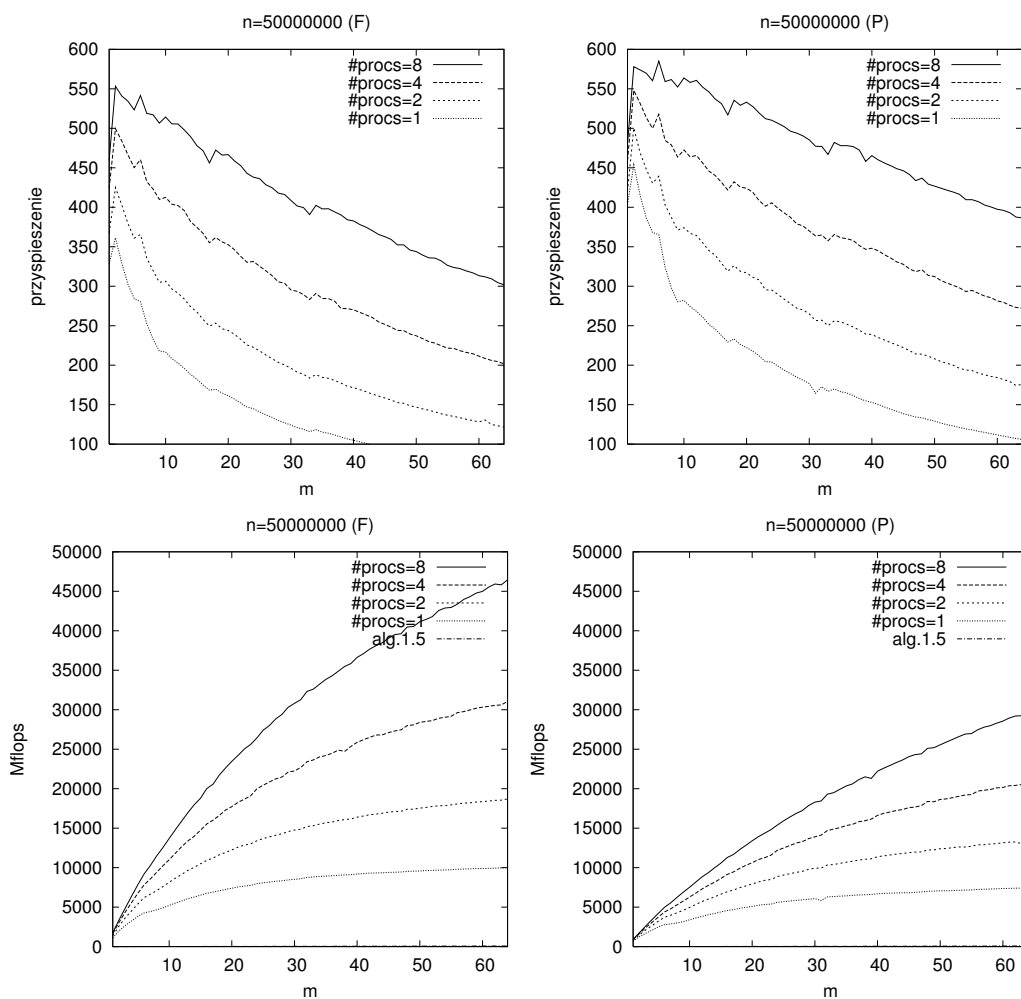 n=50000000 (F)
600
550
500
450
400
350
300
250
200
150
100
10
20
30
40
50
60
przyspieszenie
m
#procs=8
#procs=4
#procs=2
#procs=1
n=50000000 (P)
600
550
500
450
400
350
300
250
200
150
100
10
20
30
40
50
60
przyspieszenie
m
#procs=8
#procs=4
#procs=2
#procs=1
n=50000000 (F)
50000
45000
40000
35000
30000
25000
20000
15000
10000
5000
0
10
20
30
40
50
60
Mflops
m
#procs=8
#procs=4
#procs=2
#procs=1
alg.1.5
n=50000000 (P)
50000
45000
40000
35000
30000
25000
20000
15000
10000
5000
0
10
20
30
40
50
60
Mflops
m
#procs=8
#procs=4
#procs=2
#procs=1
alg.1.5